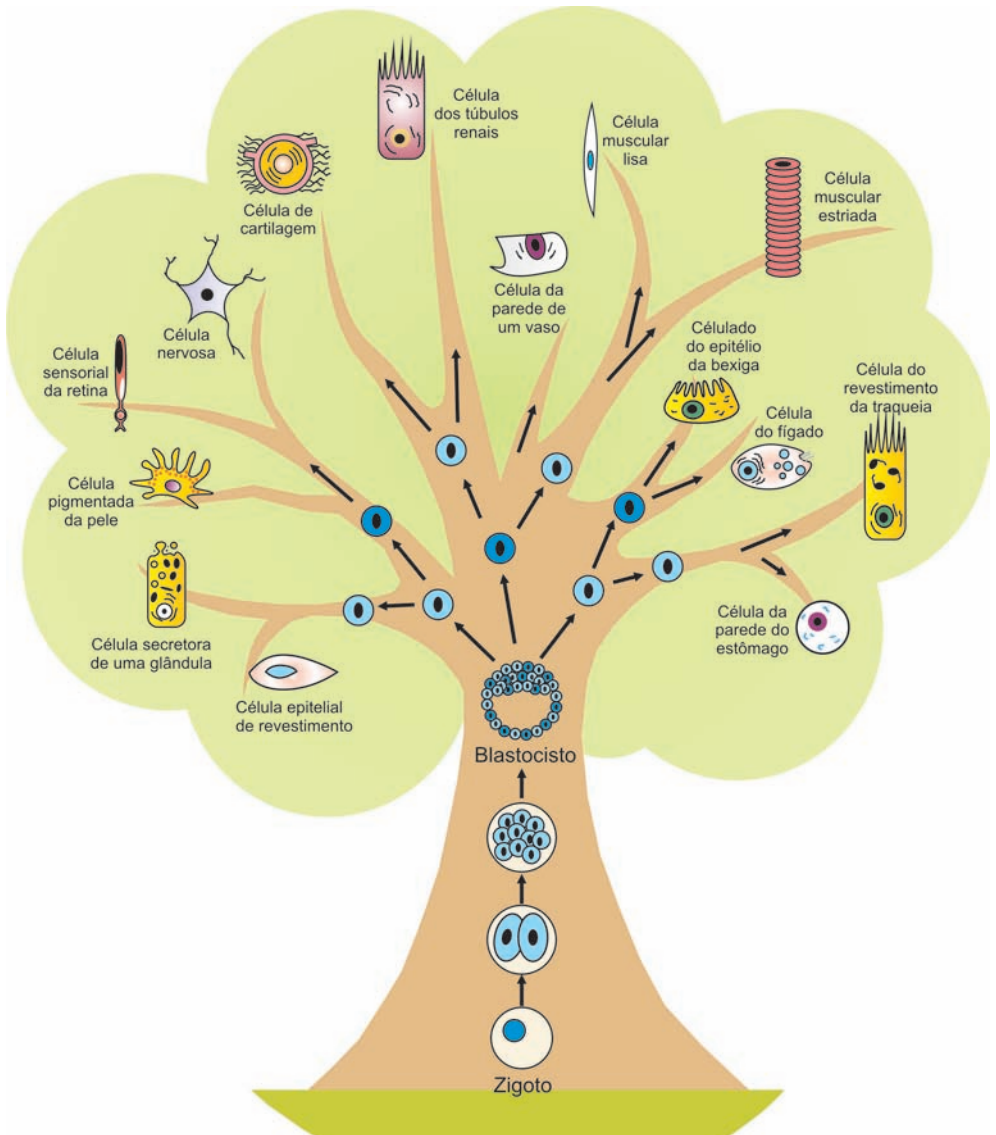 Célula
dos túbulos
renais
Célula
muscular
lisa
Célula
muscular
estriada
Célula de
cartilagem
Célula da
parede de
um vaso
Célula
nervosa
Célulado
do epitélio
da bexiga
Célula
sensorial
da retina
Célula do
revestimento
da traqueia
Célula
do fígado
Célula
pigmentada
da pele
Célula da
parede do
estômago
Célula secretora
de uma glândula
Célula epitelial
de revestimento
Blastocisto
Zigoto